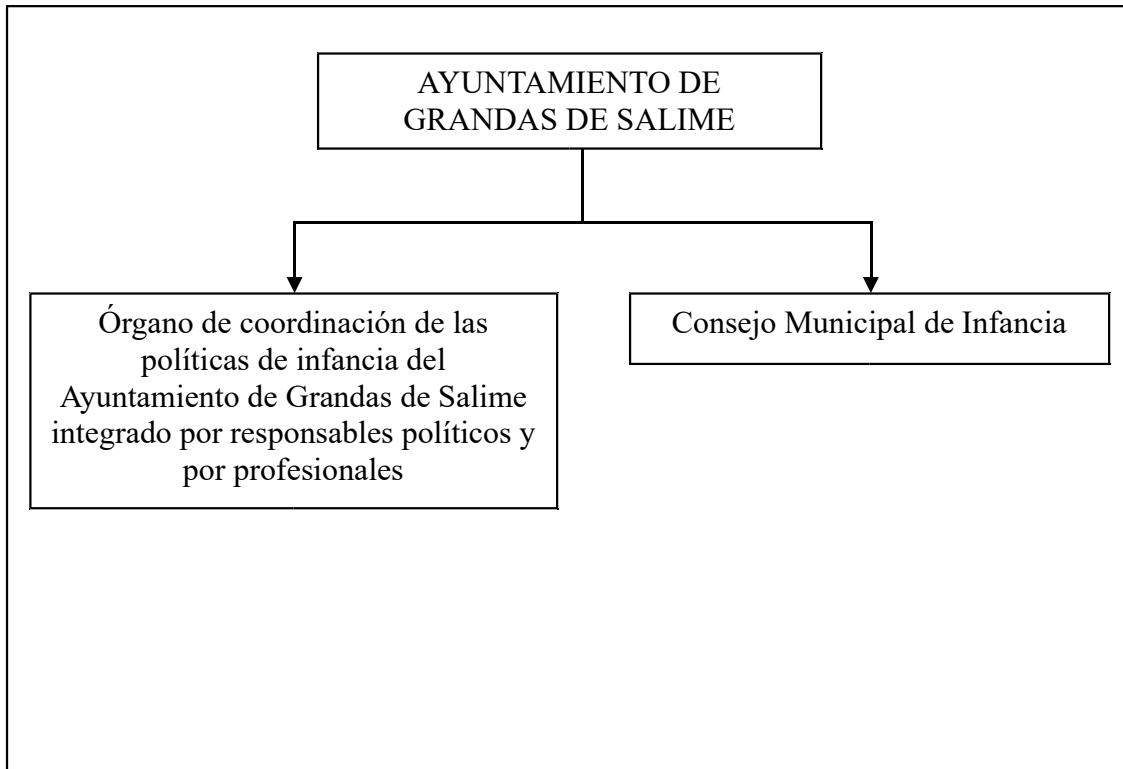 AYUNTAMIENTO DE
GRANDAS DE SALIME
Órgano de coordinación de las
políticas de infancia del
Ayuntamiento de Grandas de Salime
integrado por responsables políticos y
por profesionales
Consejo Municipal de Infancia